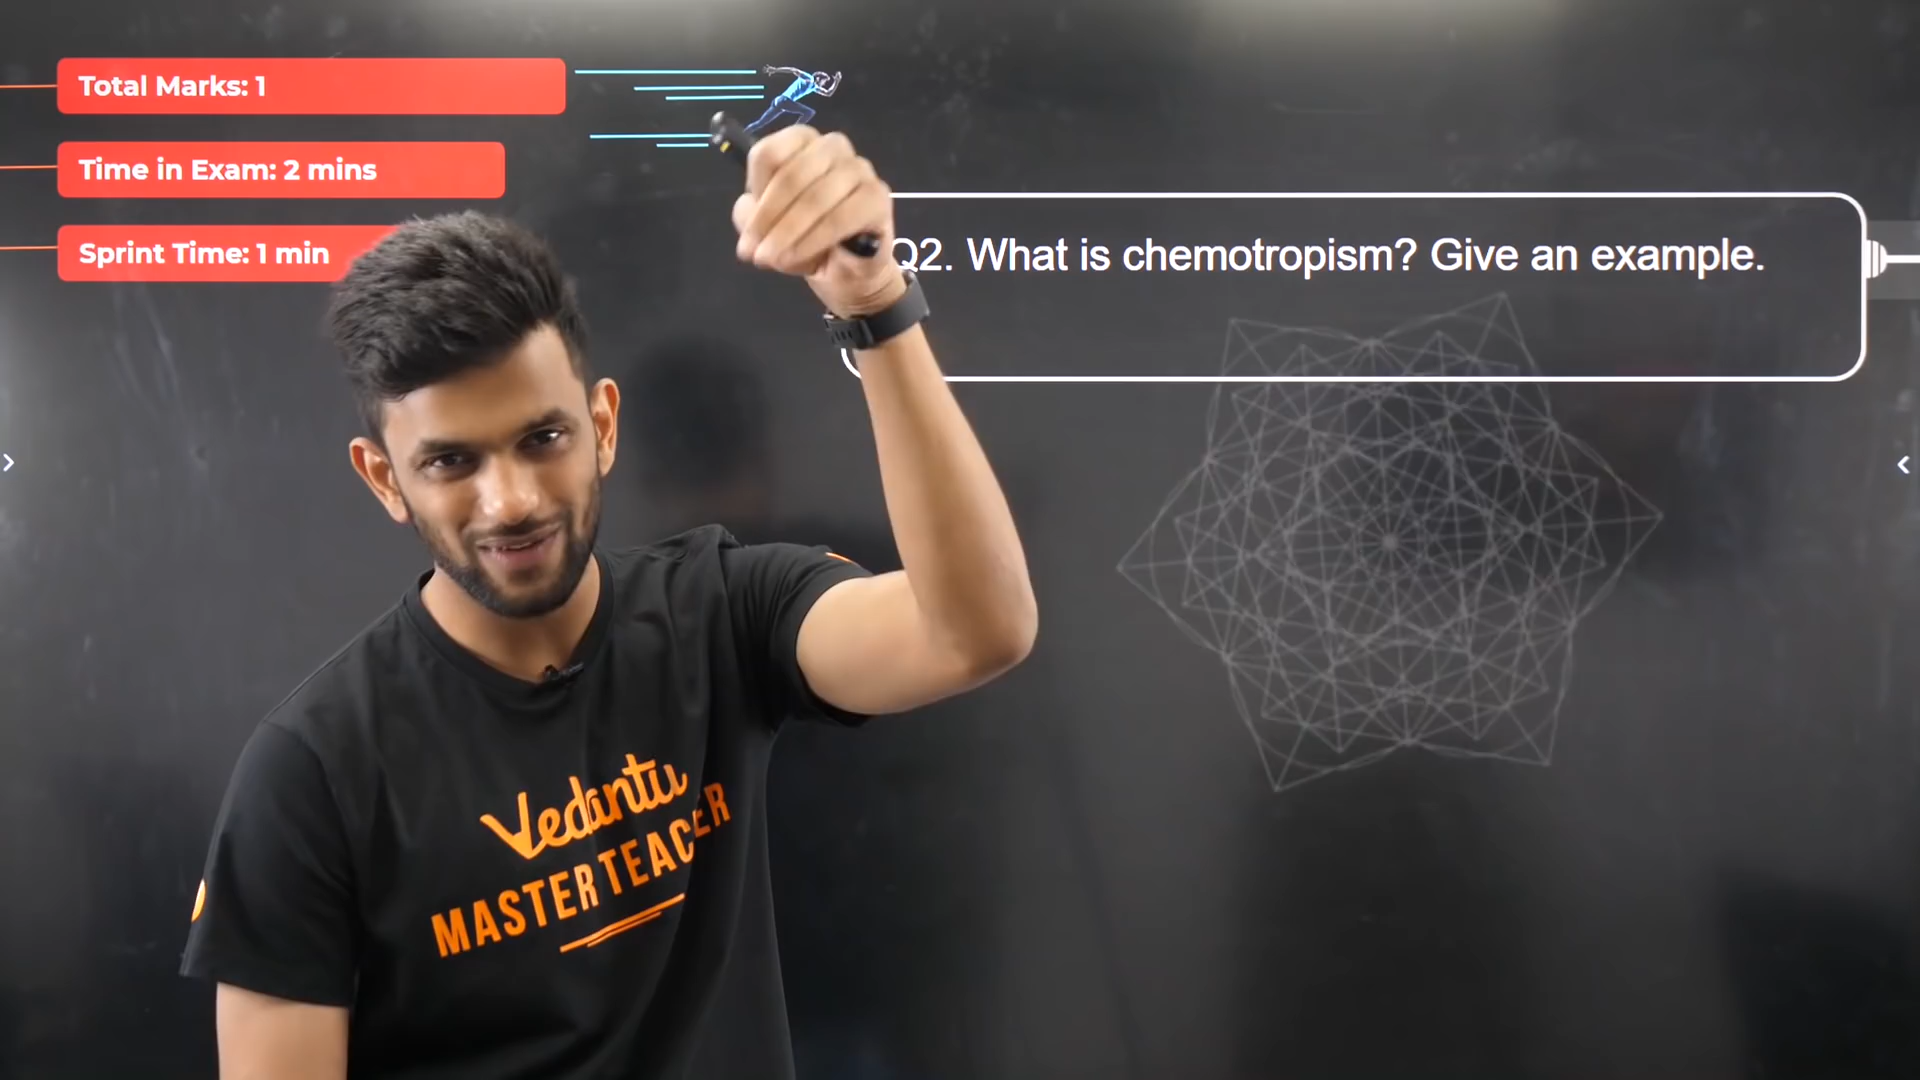 Total Marks: 1
Time in Exam: 2 mins
Sprint Time: 1 min
Q2. What is chemotropism? Give an example.
Vedantu
MASTER TEACHER